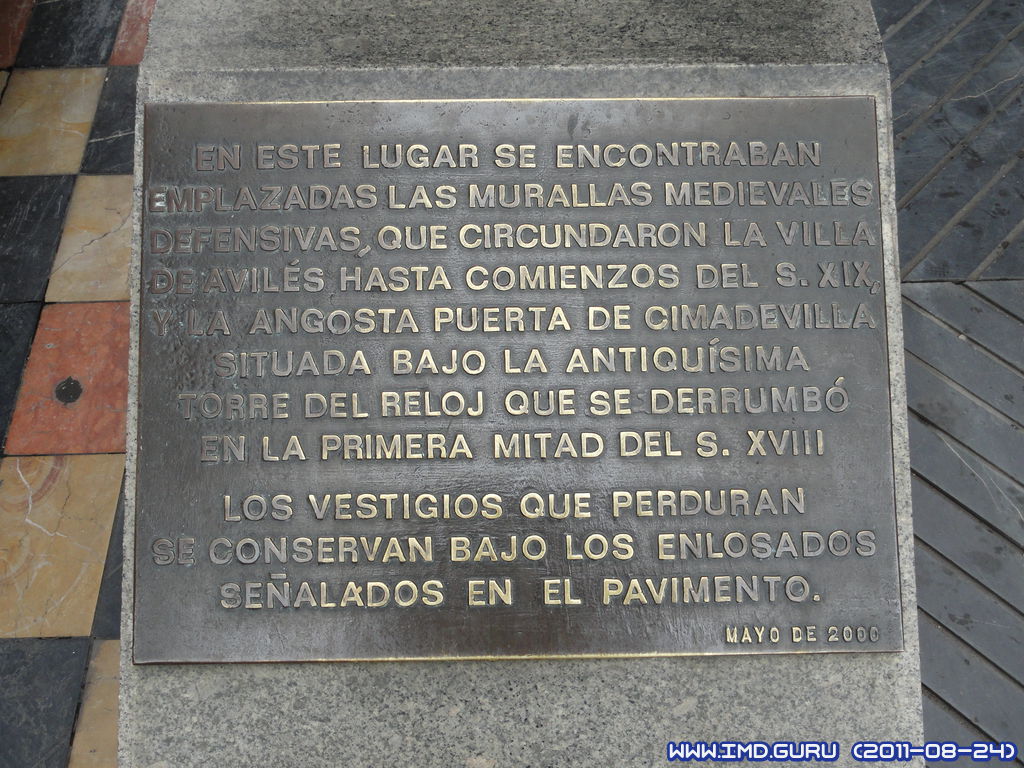 EN ESTE LUGAR SE ENCONTRABAN
EMPLAZADAS LAS MURALLAS MEDIEVALES
DEFENSIVAS, QUE CIRCUNDARON LA VILLA
DE AVILÉS HASTA COMIENZOS DEL S. XIX,
Y LA ANGOSTA PUERTA DE CIMADEVILLA
SITUADA BAJO LA ANTIQUÍSIMA
TORRE DEL RELOJ QUE SE DERRUMBÓ
EN LA PRIMERA MITAD DEL S. XVIII
LOS VESTIGIOS QUE PERDURAN
SE CONSERVAN BAJO LOS ENLOSADOS
SEÑALADOS EN EL PAVIMENTO.
MAYO DE 2000
WWW.IMD.GURU (2011-08-24)